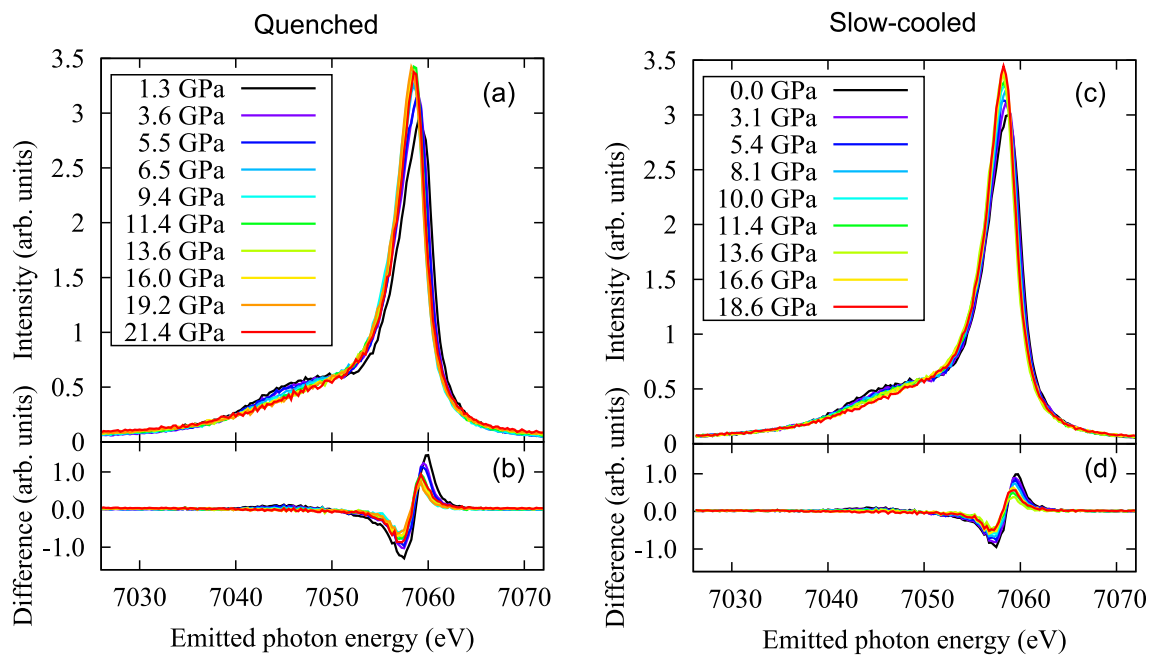 Quenched
3.5
3
2.5
2
1.5
1
0.5
0
Intensity (arb. units)
1.3 GPa
3.6 GPa
5.5 GPa
6.5 GPa
9.4 GPa
11.4 GPa
13.6 GPa
16.0 GPa
19.2 GPa
21.4 GPa
(a)
1.0
0.0
-1.0
Difference (arb. units)
(b)
7030 7040 7050 7060 7070
Emitted photon energy (eV)
Slow-cooled
3.5
3
2.5
2
1.5
1
0.5
0
Intensity (arb. units)
0.0 GPa
3.1 GPa
5.4 GPa
8.1 GPa
10.0 GPa
11.4 GPa
13.6 GPa
16.6 GPa
18.6 GPa
(c)
1.0
0.0
-1.0
Difference (arb. units)
(d)
7030 7040 7050 7060 7070
Emitted photon energy (eV)